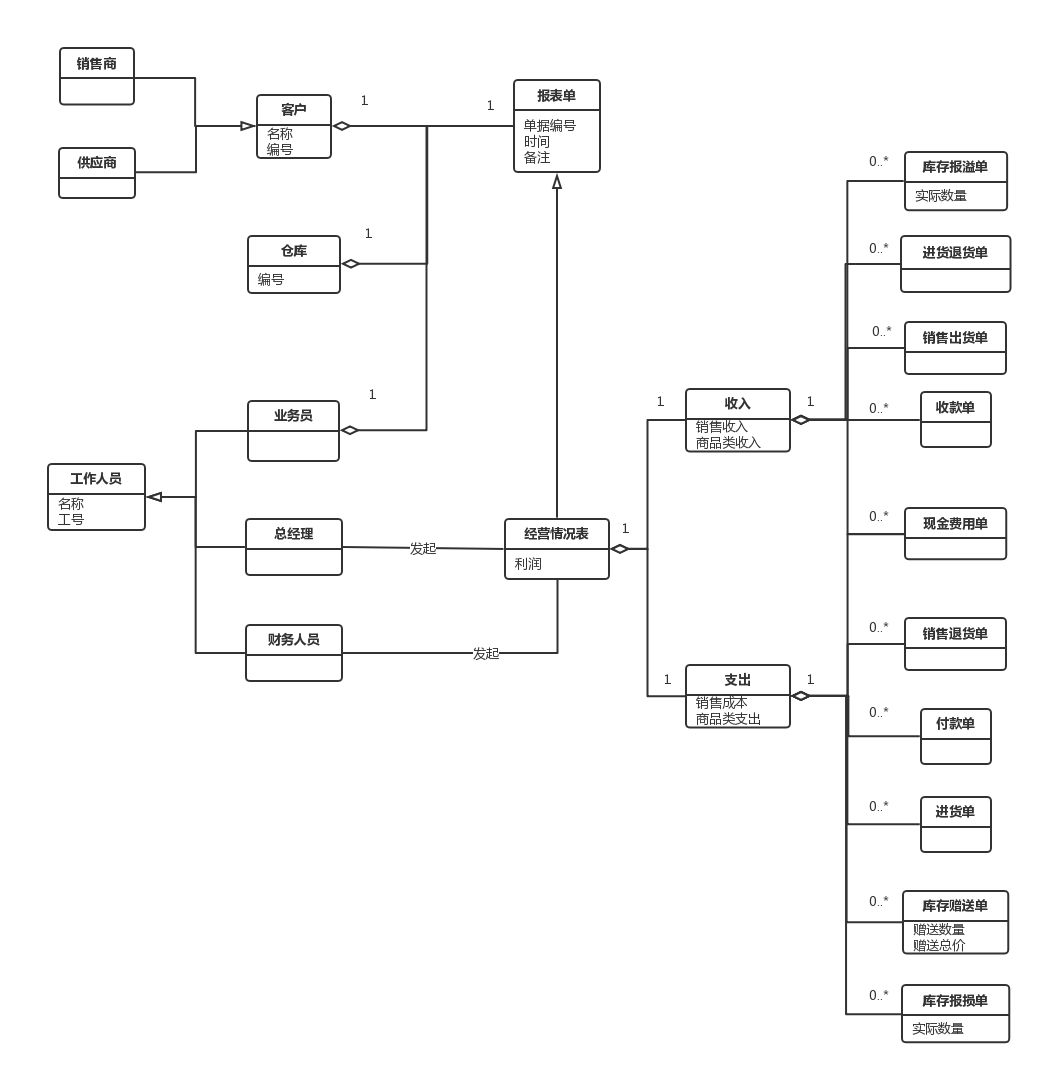 销售商
供应商
客户
名称
编号
1
1
报表单
单据编号
时间
备注
仓库
编号
1
业务员
1
工作人员
名称
工号
总经理
发起
财务人员
发起
经营情况表
利润
1
1
收入
销售收入
商品类收入
1
1
支出
销售成本
商品类支出
1
0..*
库存报溢单
实际数量
0..*
进货退货单
0..*
销售出货单
0..*
收款单
0..*
现金费用单
0..*
销售退货单
0..*
付款单
0..*
进货单
0..*
库存赠送单
赠送数量
赠送总价
0..*
库存报损单
实际数量